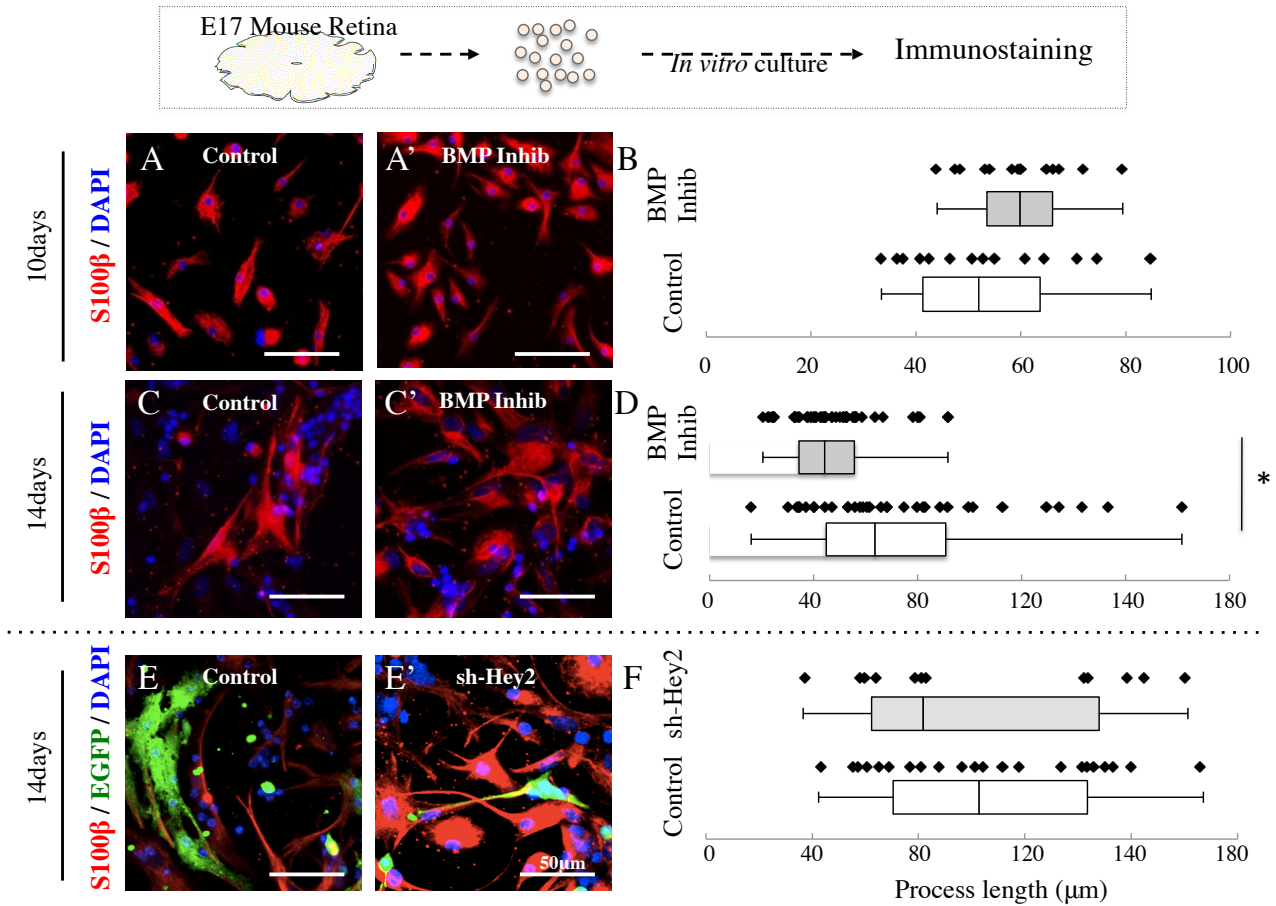 E17 Mouse Retina
In vitro culture
Immunostaining
10days
S100β / DAPI
A
Control
A'
BMP Inhib
B
BMP
Inhib
Control
0 20 40 60 80 100
14days
S100β / DAPI
C
Control
C'
BMP Inhib
D
BMP
Inhib
Control
*
0 40 80 120 140 180
14days
S100β / EGFP / DAPI
E
Control
E'
sh-Hey2
50µm
F
sh-Hey2
Control
0 40 80 120 140 180
Process length (µm)